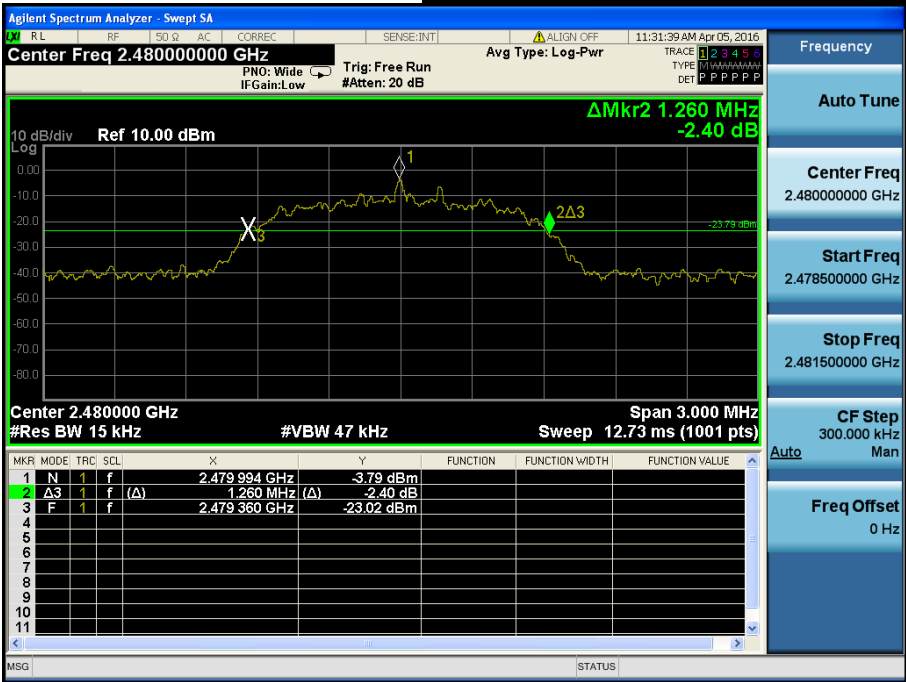 Agilent Spectrum Analyzer - Swept SA
LXI RL RF 50 Ω AC CORREC SENSE:INT ALIGN OFF 11:31:39 AM Apr 05, 2016
Center Freq 2.480000000 GHz
PNO: Wide
IFGain:Low
Trig: Free Run
#Atten: 20 dB
Avg Type: Log-Pwr
TRACE 1 2 3 4 5 6
TYPE M WWWWW
DET P P P P P P
ΔMkr2 1.260 MHz
-2.40 dB
10 dB/div Ref 10.00 dBm
Log
0.00
-10.0
-20.0
-30.0
-40.0
-50.0
-60.0
-70.0
-80.0
1
X3
2Δ3
-23.79 dBm
Center 2.480000 GHz Span 3.000 MHz
#Res BW 15 kHz #VBW 47 kHz Sweep 12.73 ms (1001 pts)
MKR MODE TRC SCL X Y FUNCTION FUNCTION WIDTH FUNCTION VALUE
1 N 1 f 2.479 994 GHz -3.79 dBm
2 Δ3 1 f (Δ) 1.260 MHz (Δ) -2.40 dB
3 F 1 f 2.479 360 GHz -23.02 dBm
4
5
6
7
8
9
10
11
MSG STATUS
Frequency
Auto Tune
Center Freq
2.480000000 GHz
Start Freq
2.478500000 GHz
Stop Freq
2.481500000 GHz
CF Step
300.000 kHz
Auto Man
Freq Offset
0 Hz